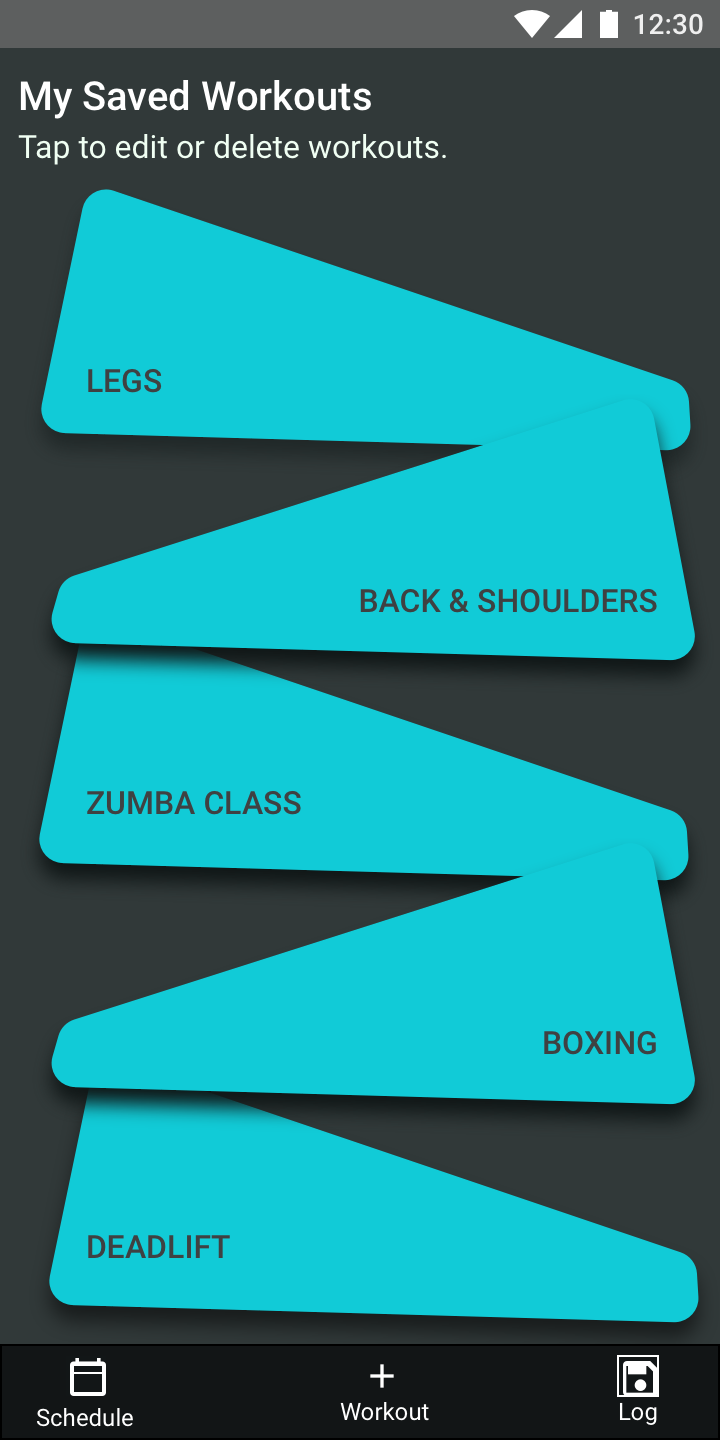 12:30
My Saved Workouts
Tap to edit or delete workouts.
LEGS
BACK & SHOULDERS
ZUMBA CLASS
BOXING
DEADLIFT
Schedule
Workout
Log